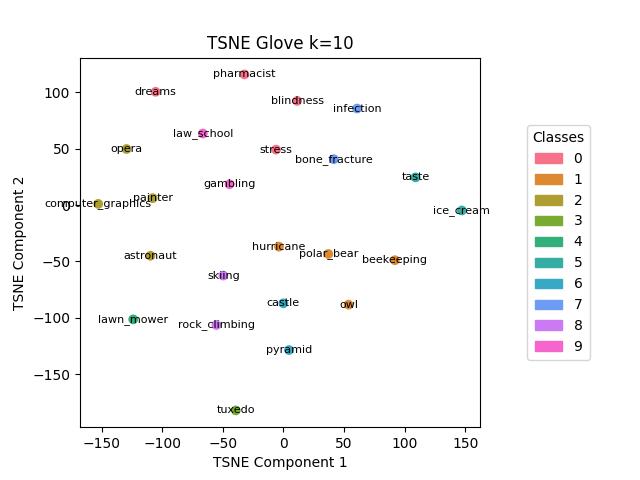 TSNE Glove k=10
pharmacist
dreams
blindness
infection
law_school
opera
stress
bone_fracture
taste
gambling
painter
computer_graphics
ice_cream
hurricane
polar_bear
astronaut
beekeeping
skiing
castle
owl
lawn_mower
rock_climbing
pyramid
tuxedo
100
50
0
−50
−100
−150
TSNE Component 2
−150
−100
−50
0
50
100
150
TSNE Component 1
Classes
0
1
2
3
4
5
6
7
8
9